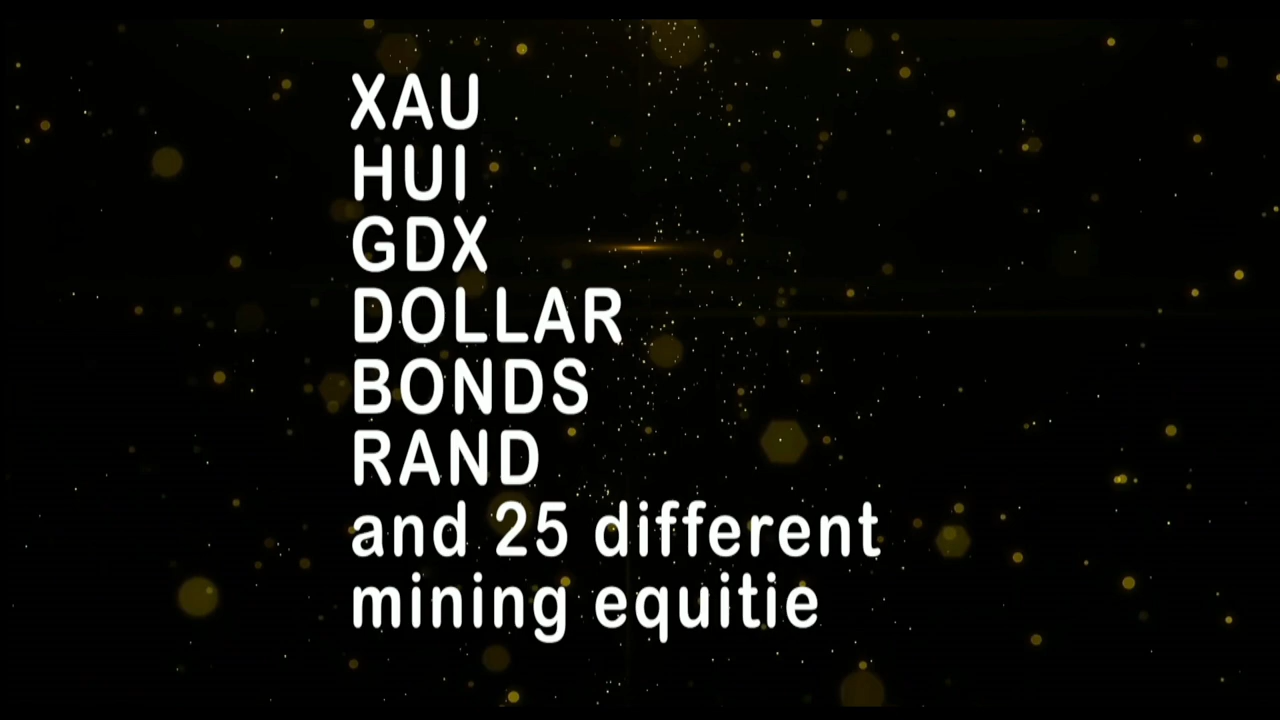 XAU
HUI
GDX
DOLLAR
BONDS
RAND
and 25 different
mining equitie